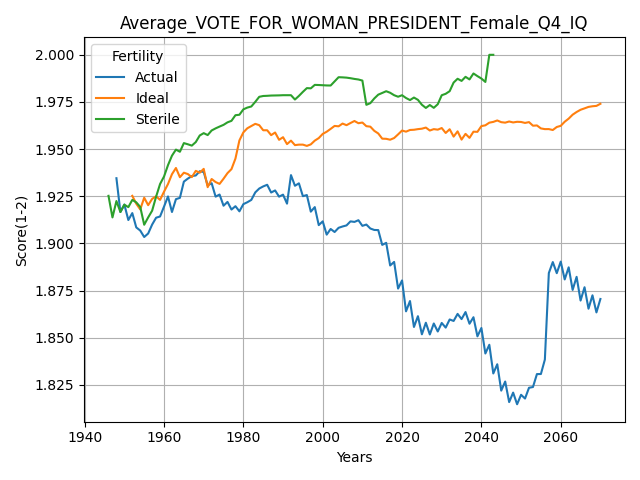 Average_VOTE_FOR_WOMAN_PRESIDENT_Female_Q4_IQ
Fertility
Actual
Ideal
Sterile
Score(1-2)
2.000
1.975
1.950
1.925
1.900
1.875
1.850
1.825
1940 1960 1980 2000 2020 2040 2060
Years